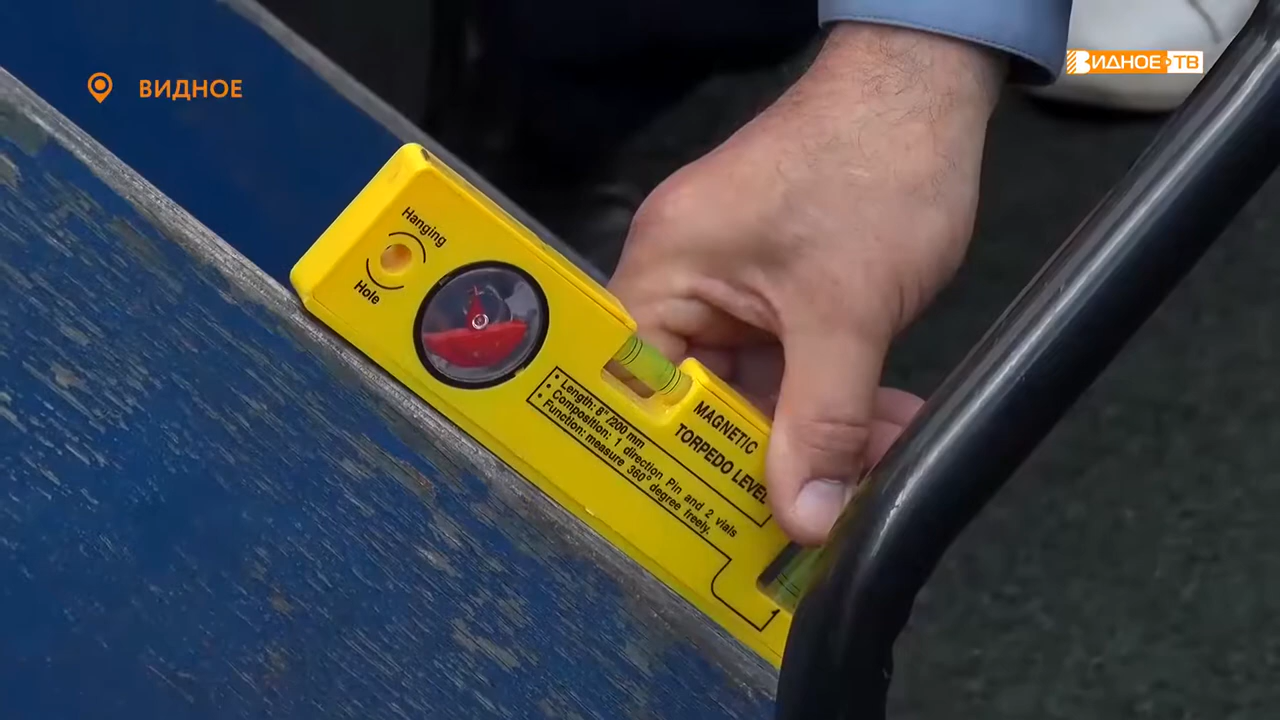 ВИДНОЕ
ВИДНОЕ ТВ
Hanging
Hole
• Length: 8"/200 mm
• Composition: 1 direction Pin and 2 vials
• Function: measure 360° degree freely.
MAGNETIC
TORPEDO LEVEL